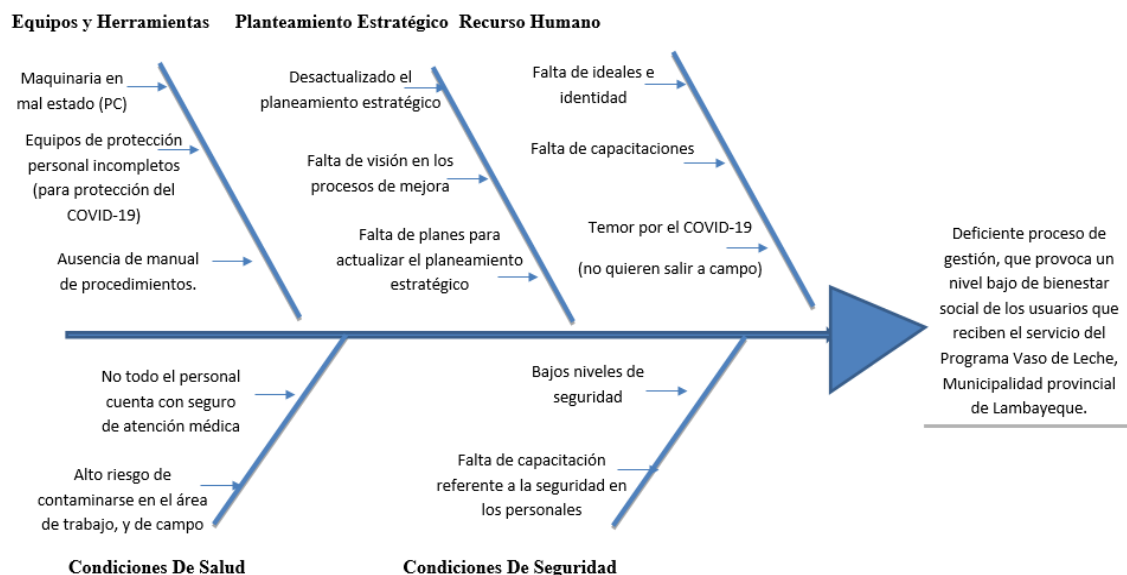 Equipos y Herramientas
Planteamiento Estratégico
Recurso Humano
Maquinaria en
mal estado (PC)
Equipos de protección
personal incompletos
(para protección del
COVID-19)
Ausencia de manual
de procedimientos.
Desactualizado el
planeamiento estratégico
Falta de visión en los
procesos de mejora
Falta de planes para
actualizar el planeamiento
estratégico
Falta de ideales e
identidad
Falta de capacitaciones
Temor por el COVID-19
(no quieren salir a campo)
Deficiente proceso de
gestión, que provoca un
nivel bajo de bienestar
social de los usuarios que
reciben el servicio del
Programa Vaso de Leche,
Municipalidad provincial
de Lambayeque.
No todo el personal
cuenta con seguro
de atención médica
Alto riesgo de
contaminarse en el área
de trabajo, y de campo
Bajos niveles de
seguridad
Falta de capacitación
referente a la seguridad en
los personales
Condiciones De Salud
Condiciones De Seguridad